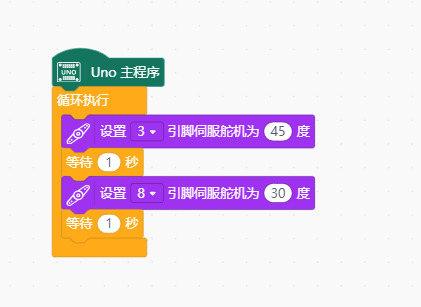 UNO Uno 主程序
循环执行
设置 3 引脚伺服舵机为 45 度
等待 1 秒
设置 8 引脚伺服舵机为 30 度
等待 1 秒